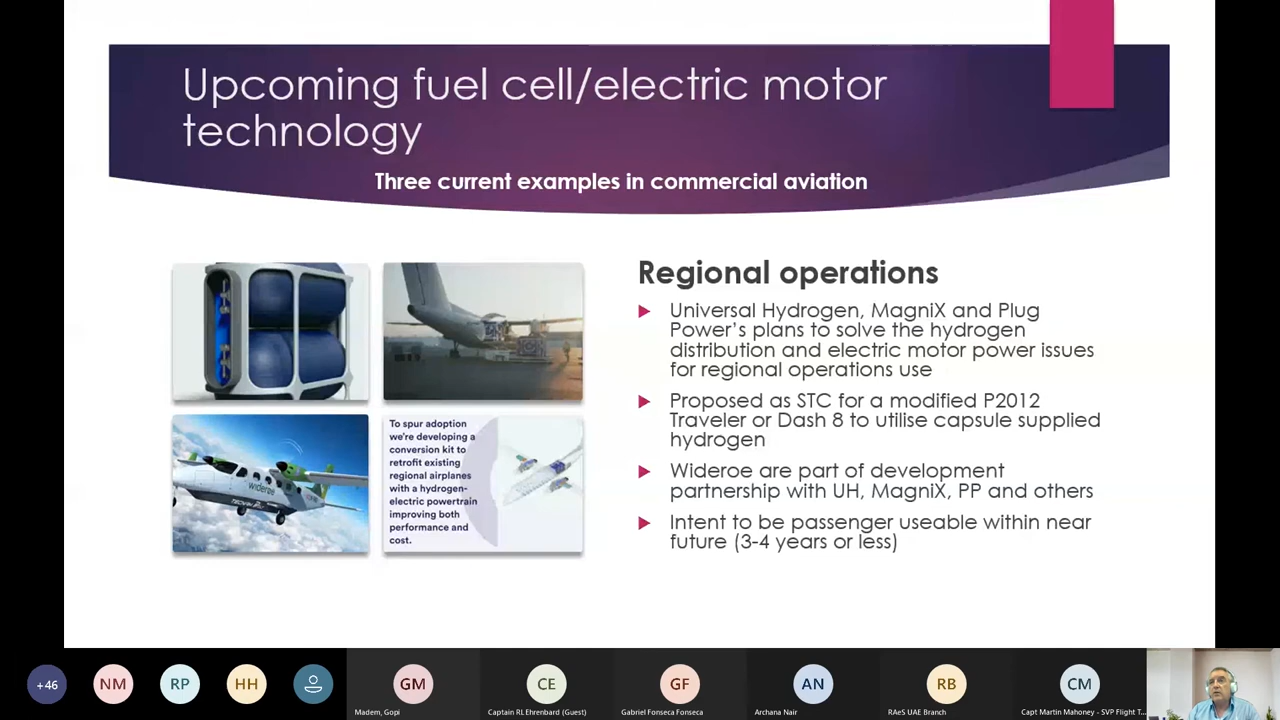 Upcoming fuel cell/electric motor
technology
Three current examples in commercial aviation
To spur adoption
we're developing a
conversion kit to
retrofit existing
regional airplanes
with a hydrogen-
electric powertrain
improving both
performance and
cost.
wideroe
Regional operations
Universal Hydrogen, MagniX and Plug
Power's plans to solve the hydrogen
distribution and electric motor power issues
for regional operations use
Proposed as STC for a modified P2012
Traveler or Dash 8 to utilise capsule supplied
hydrogen
Wideroe are part of development
partnership with UH, MagniX, PP and others
Intent to be passenger useable within near
future (3-4 years or less)
+46
NM
RP
HH
GM
CE
GF
AN
RB
CM
Madem, Gopi
Captain RL Ehrenbard (Guest)
Gabriel Fonseca Fonseca
Archana Nair
RAeS UAE Branch
Capt Martin Mahoney - SVP Flight T...